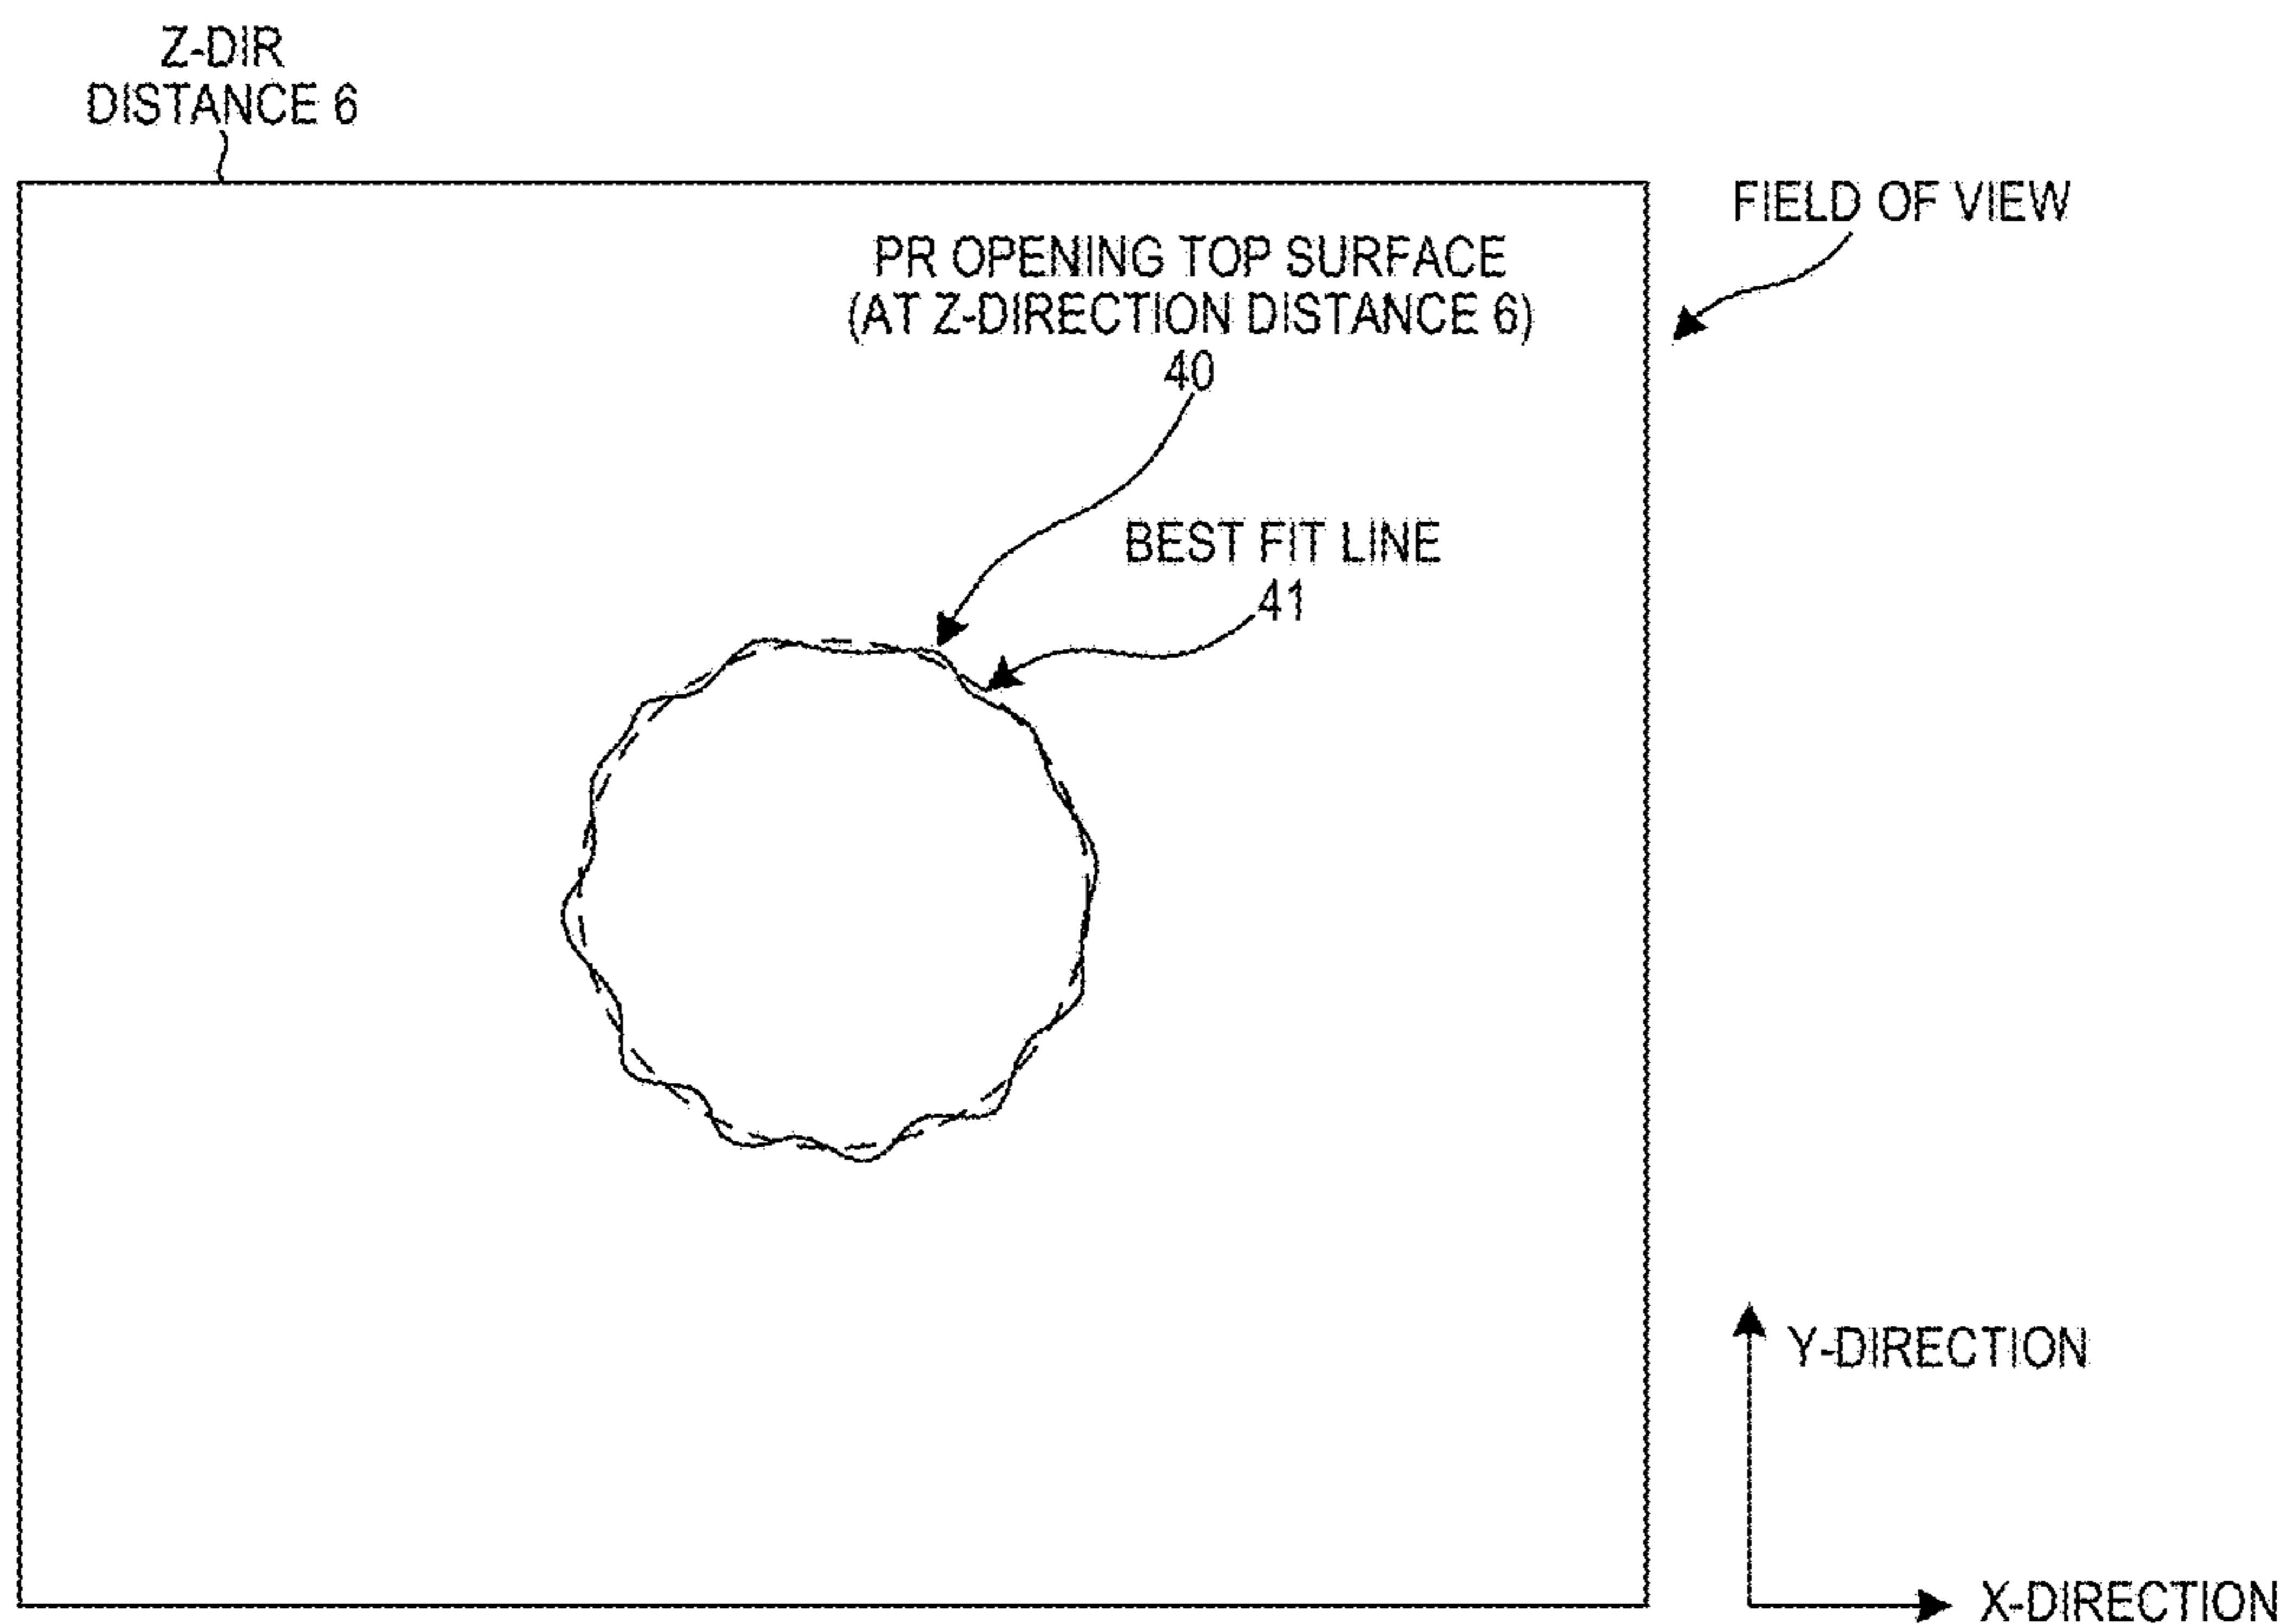 Z-DIR
DISTANCE 6
FIELD OF VIEW
PR OPENING TOP SURFACE
(AT Z-DIRECTION DISTANCE 6)
40
BEST FIT LINE
41
Y-DIRECTION
X-DIRECTION